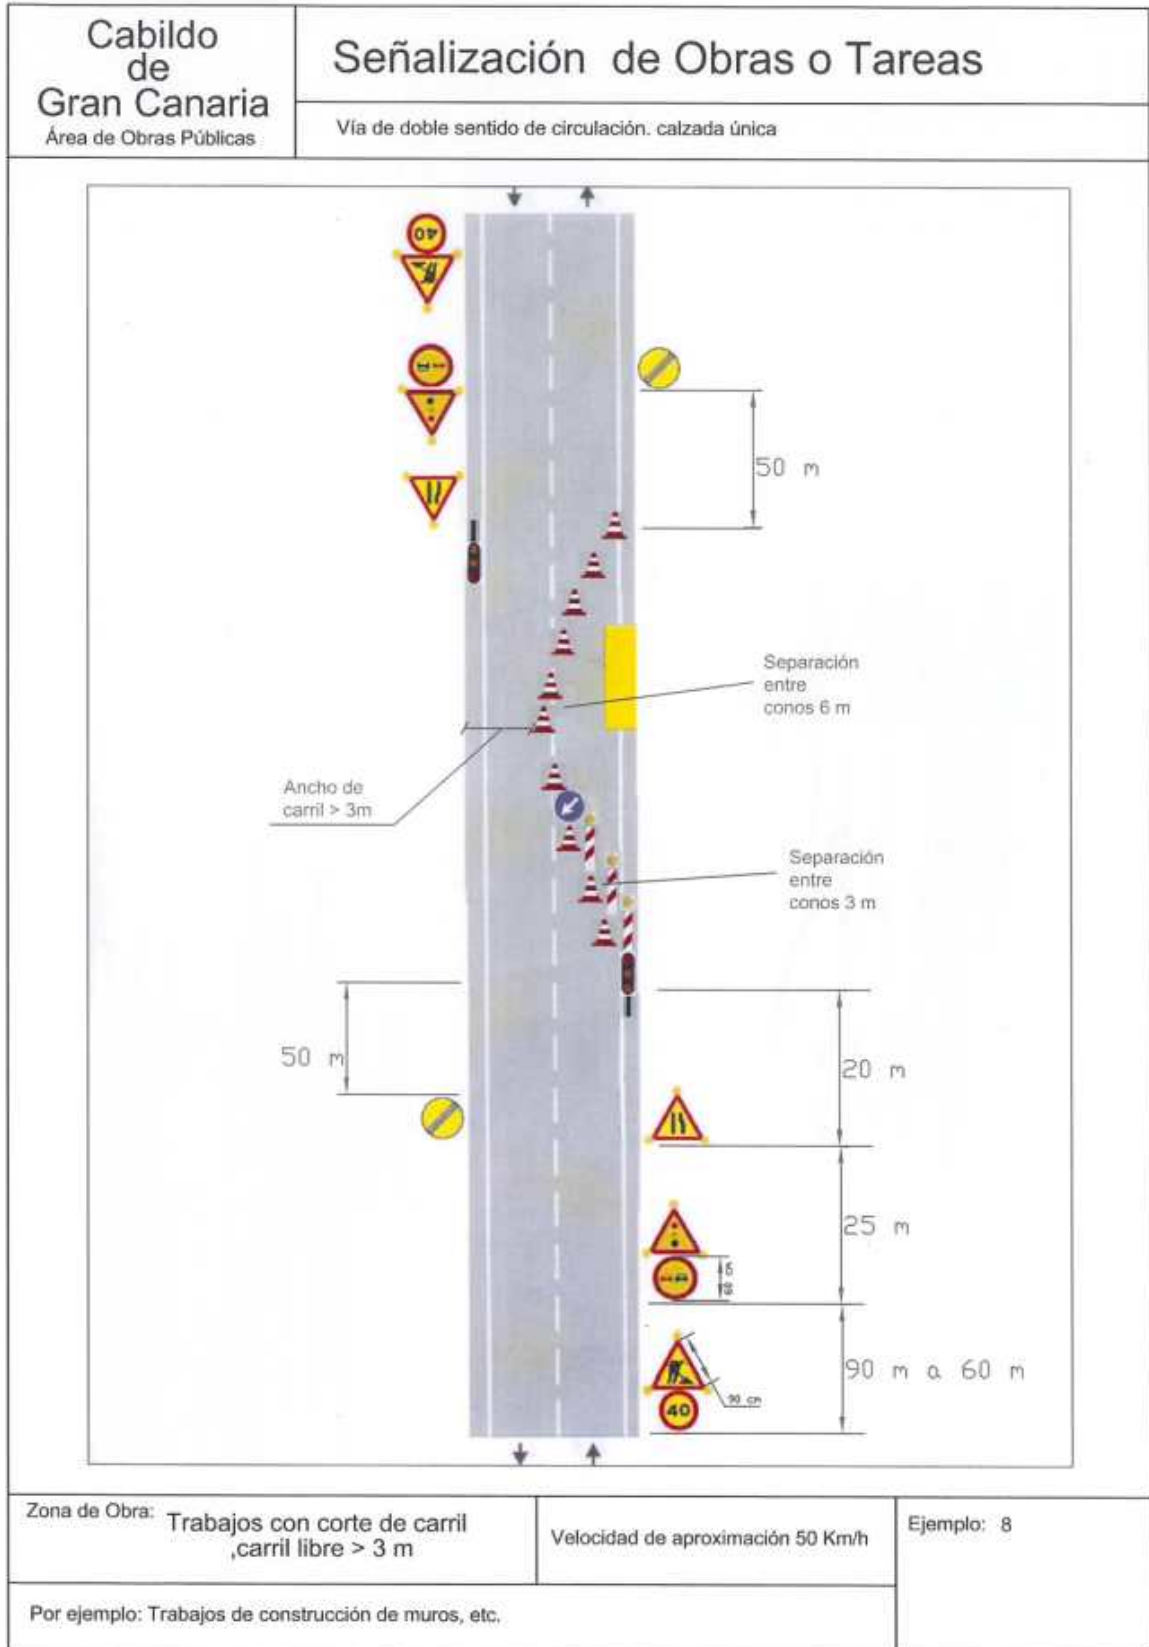 Cabildo
de
Gran Canaria
Área de Obras Públicas
Señalización de Obras o Tareas
Vía de doble sentido de circulación. calzada única
40
50 m
Separación
entre
conos 6 m
Ancho de
carril > 3m
Separación
entre
conos 3 m
50 m
20 m
25 m
60 cm
90 m a 60 m
90 cm
40
Zona de Obra: Trabajos con corte de carril
,carril libre > 3 m
Velocidad de aproximación 50 Km/h
Ejemplo: 8
Por ejemplo: Trabajos de construcción de muros, etc.